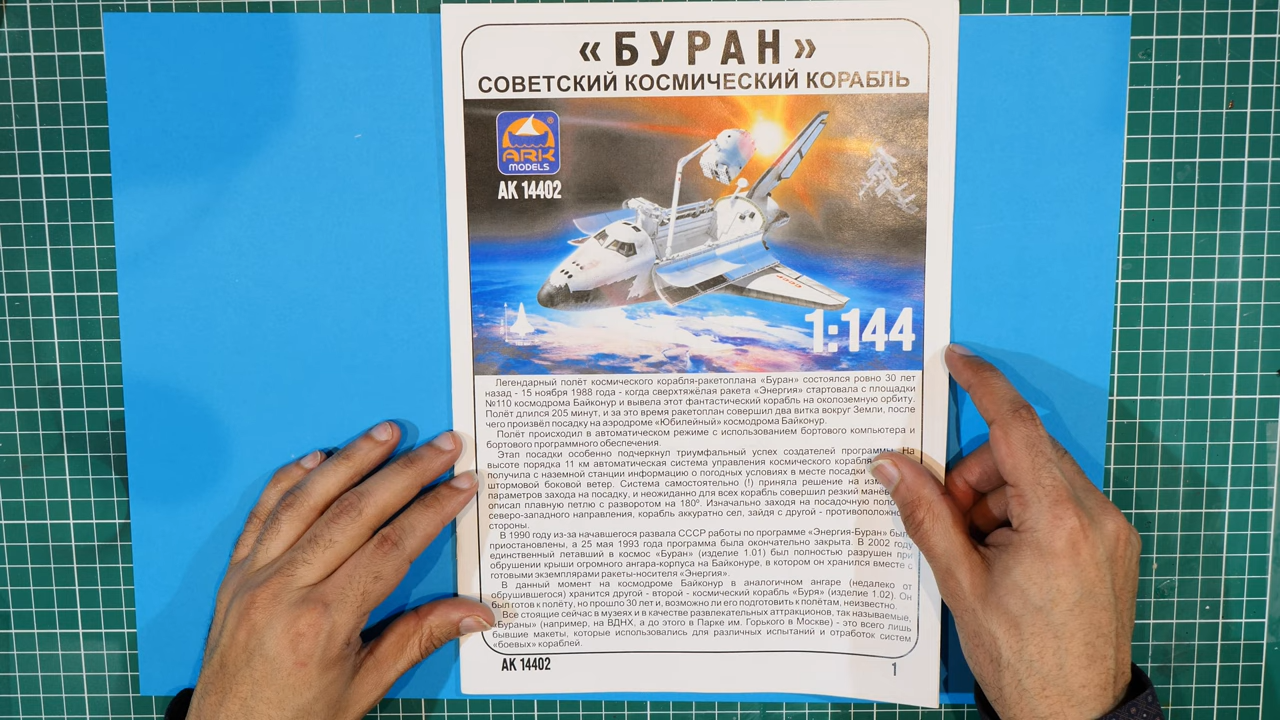 «БУРАН»
СОВЕТСКИЙ КОСМИЧЕСКИЙ КОРАБЛЬ
ARK
MODELS
®
АК 14402
СССР
1:144
Легендарный полёт космического корабля-ракетоплана «Буран» состоялся ровно 30 лет
назад - 15 ноября 1988 года - когда сверхтяжёлая ракета «Энергия» стартовала с площадки
№110 космодрома Байконур и вывела этот фантастический корабль на околоземную орбиту.
Полёт длился 205 минут, и за это время ракетоплан совершил два витка вокруг Земли, после
чего произвёл посадку на аэродроме «Юбилейный» космодрома Байконур.
Полёт происходил в автоматическом режиме с использованием бортового компьютера и
бортового программного обеспечения.
Этап посадки особенно подчеркнул триумфальный успех создателей программы. На
высоте порядка 11 км автоматическая система управления космического корабля
получила с наземной станции информацию о погодных условиях в месте посадки
штормовой боковой ветер. Система самостоятельно (!) приняла решение на
параметров захода на посадку, и неожиданно для всех корабль совершил резкий
описал плавную петлю с разворотом на 180º. Изначально заходя на посадочную
северо-западного направления, корабль аккуратно сел, зайдя с другой - противоположной
стороны.
В 1990 году из-за начавшегося развала СССР работы по программе «Энергия-Буран» были
приостановлены, а 25 мая 1993 года программа была окончательно закрыта. В 2002 году
единственный летавший в космос «Буран» (изделие 1.01) был полностью разрушен при
обрушении крыши огромного ангара-корпуса на Байконуре, в котором он хранился вместе с
готовыми экземплярами ракеты-носителя «Энергия».
В данный момент на космодроме Байконур в аналогичном ангаре (недалеко от
обрушившегося) хранится другой - второй - космический корабль «Буря» (изделие 1.02). Он
был готов к полёту, но прошло 30 лет, и возможно ли его подготовить к полётам, неизвестно.
Все стоящие сейчас в музеях и в качестве развлекательных аттракционов, так называемые,
«Бураны» (например, на ВДНХ, а до этого в Парке им. Горького в Москве) - это всего лишь
бывшие макеты, которые использовались для различных испытаний и отработок систем
«боевых» кораблей.
АК 14402
1